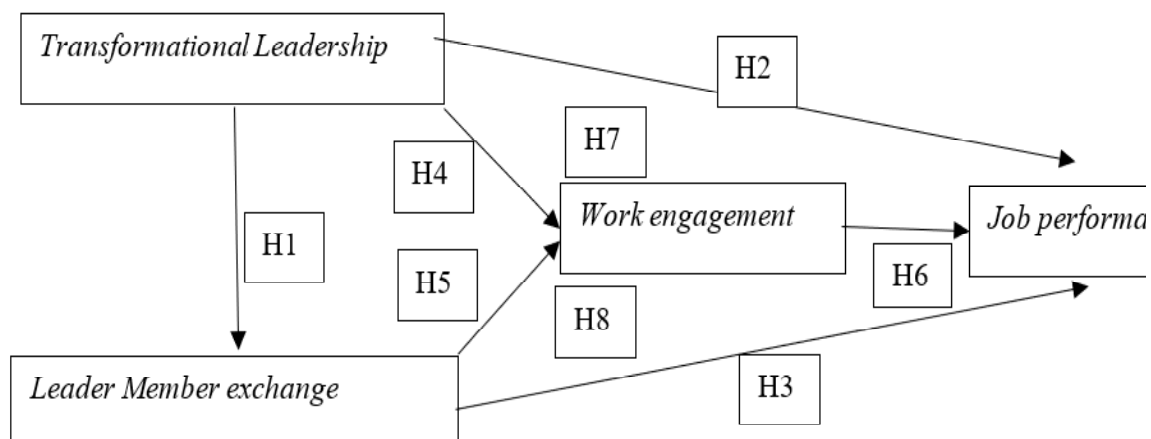 Transformational Leadership
H2
H7
H4
Work engagement
Job performa
H1
H5
H6
H8
Leader Member exchange
H3